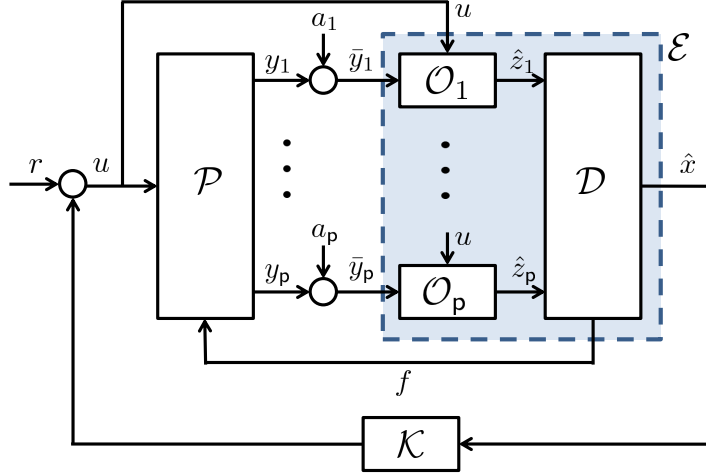 u
a₁
y₁ ȳ₁ 𝒪₁ ẑ₁ ℰ
r u 𝒫 𝒟 x̂
u
aₚ
yₚ ȳₚ 𝒪ₚ ẑₚ
f
𝒦